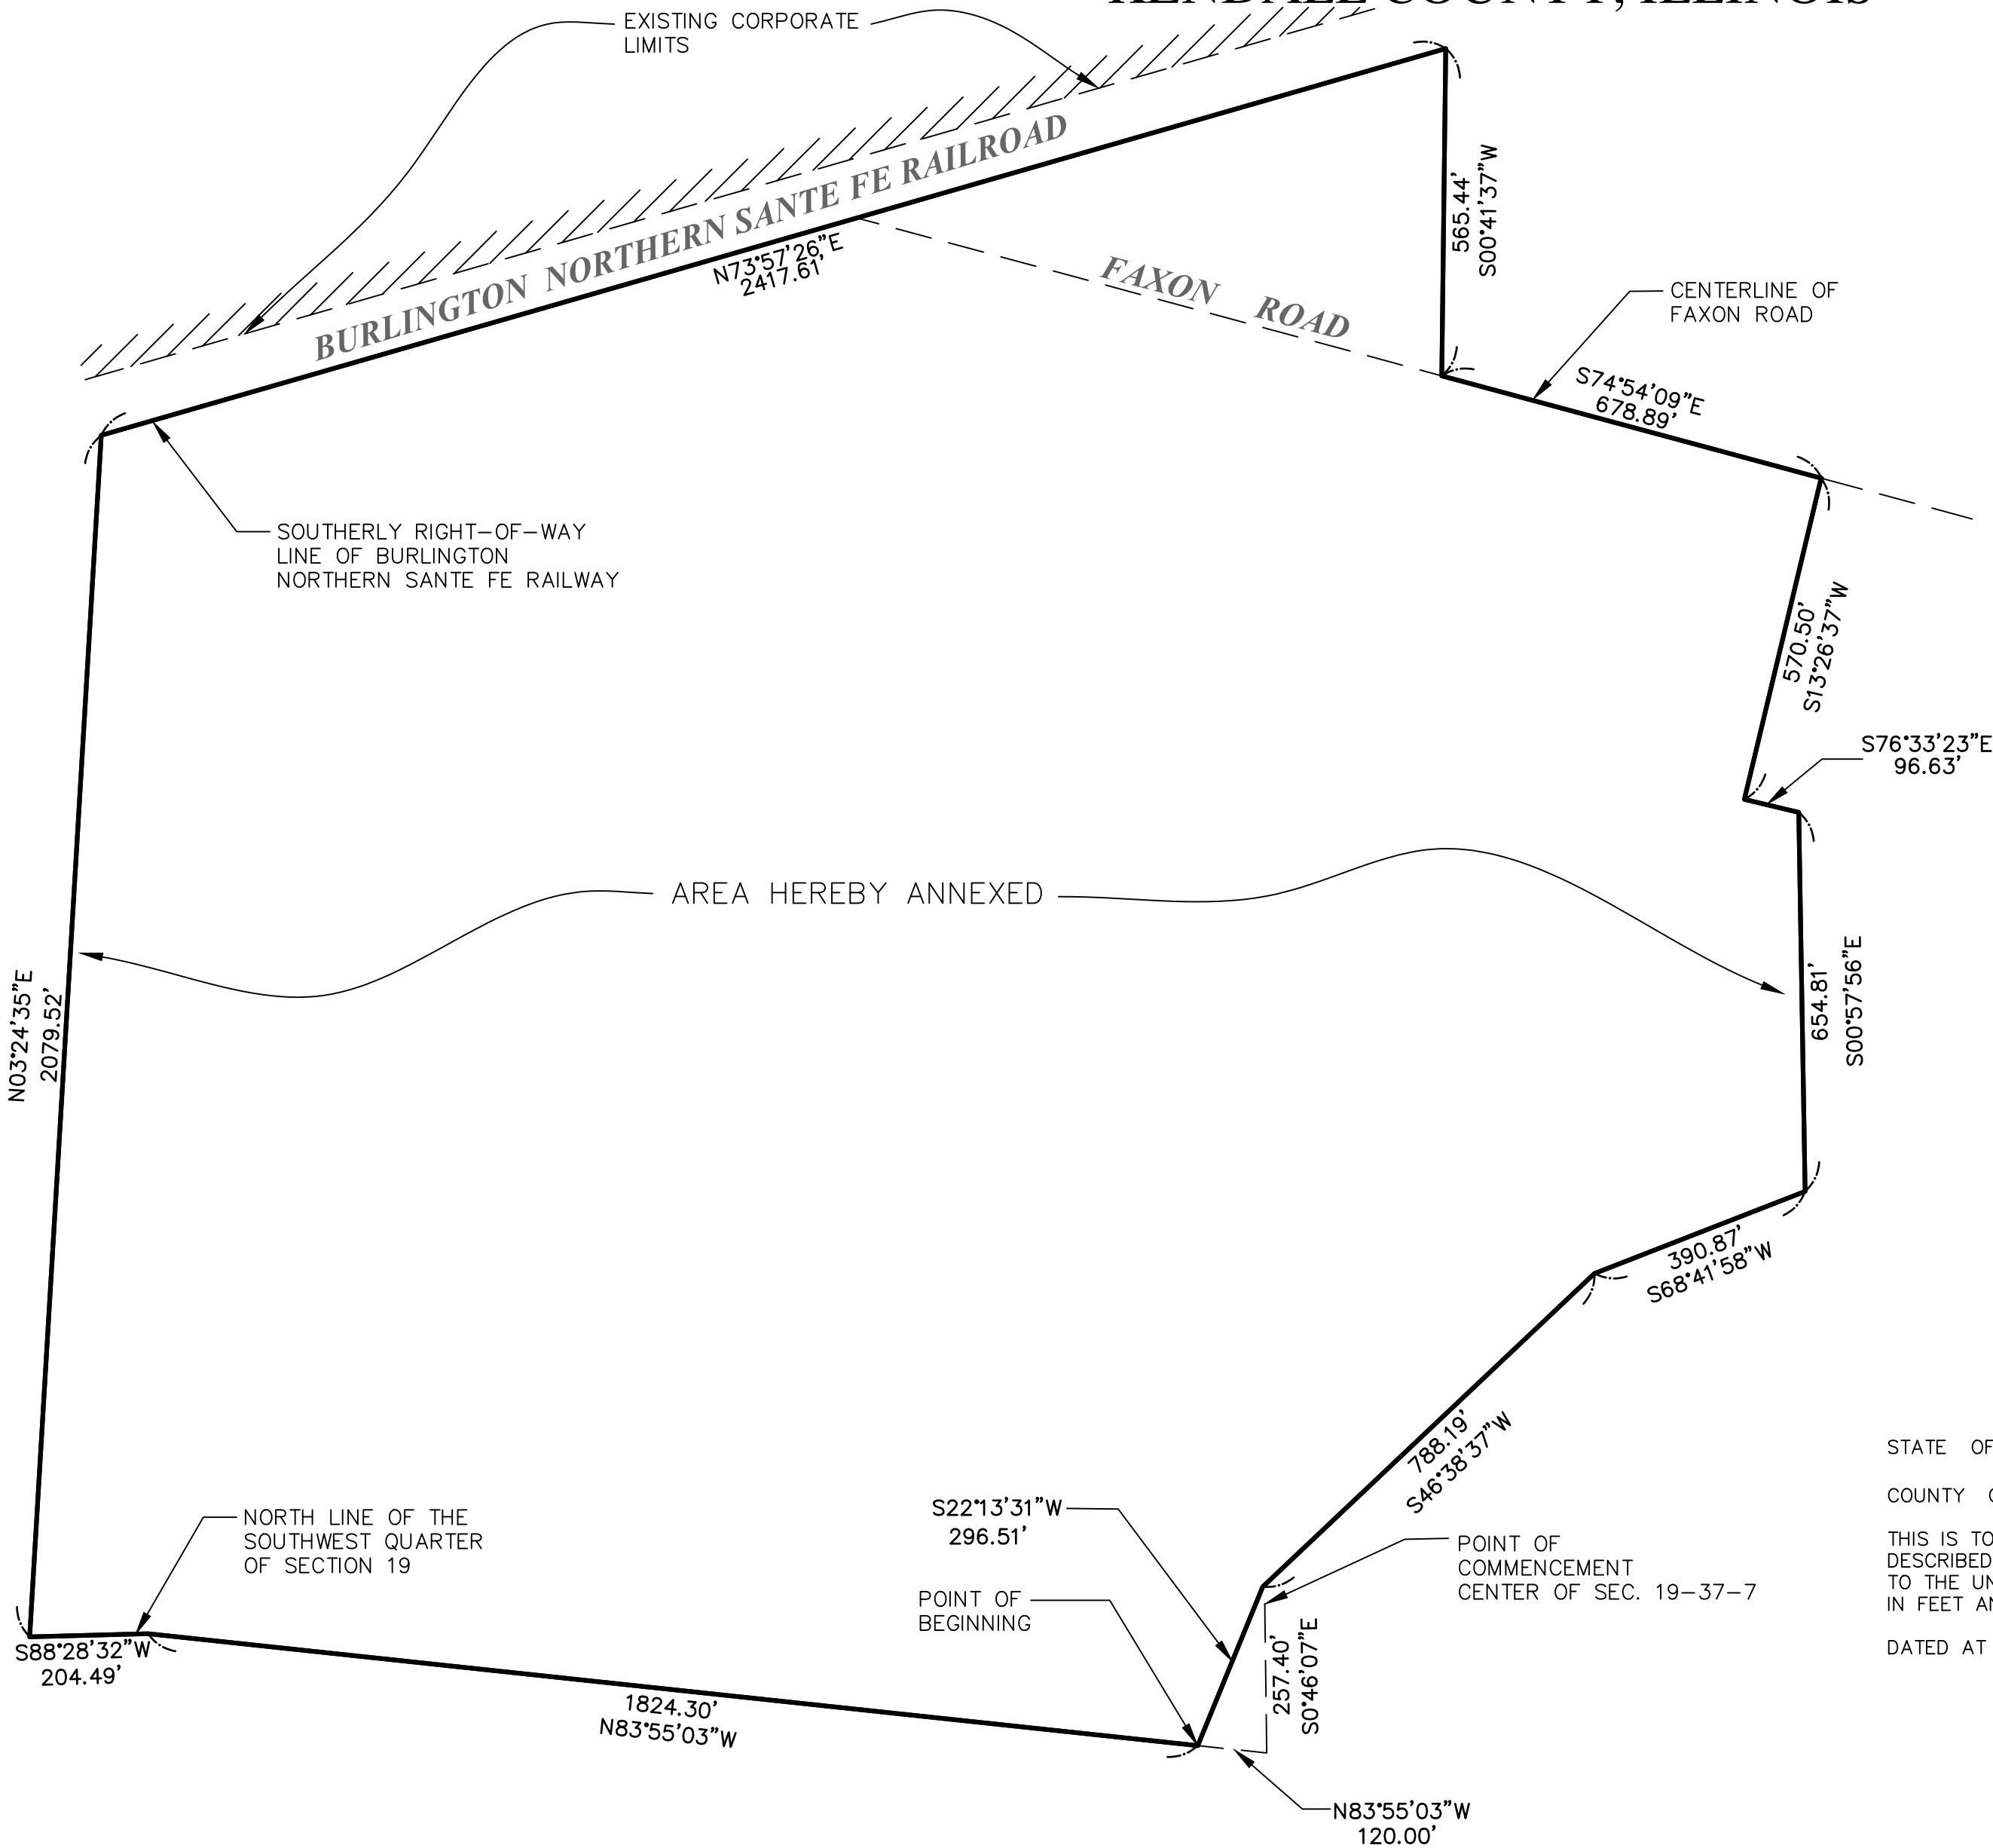 KENDALL COUNTY, ILLINOIS
EXISTING CORPORATE
LIMITS
BURLINGTON NORTHERN SANTE FE RAILROAD
N73°57'26"E
2417.61'
565.44'
S00°41'37"W
FAXON ROAD
CENTERLINE OF
FAXON ROAD
S74°54'09"E
678.89'
SOUTHERLY RIGHT-OF-WAY
LINE OF BURLINGTON
NORTHERN SANTE FE RAILWAY
570.50'
S13°26'37"W
S76°33'23"E
96.63'
AREA HEREBY ANNEXED
N03°24'35"E
2079.52'
654.81'
S00°57'56"E
390.87'
S68°41'58"W
788.19'
S46°38'37"W
STATE OF
COUNTY
THIS IS TO
DESCRIBED
TO THE
IN FEET
DATED AT
S22°13'31"W
296.51'
NORTH LINE OF THE
SOUTHWEST QUARTER
OF SECTION 19
POINT OF
COMMENCEMENT
CENTER OF SEC. 19-37-7
POINT OF
BEGINNING
257.40'
S0°46'07"E
S88°28'32"W
204.49'
1824.30'
N83°55'03"W
N83°55'03"W
120.00'